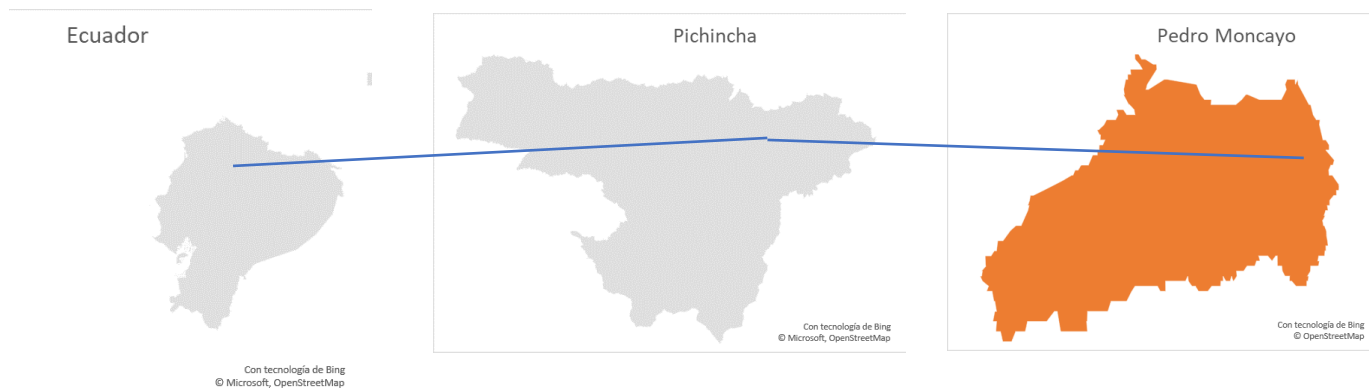 Ecuador
Con tecnología de Bing
© Microsoft, OpenStreetMap
Pichincha
Con tecnología de Bing
© Microsoft, OpenStreetMap
Pedro Moncayo
Con tecnología de Bing
© OpenStreetMap